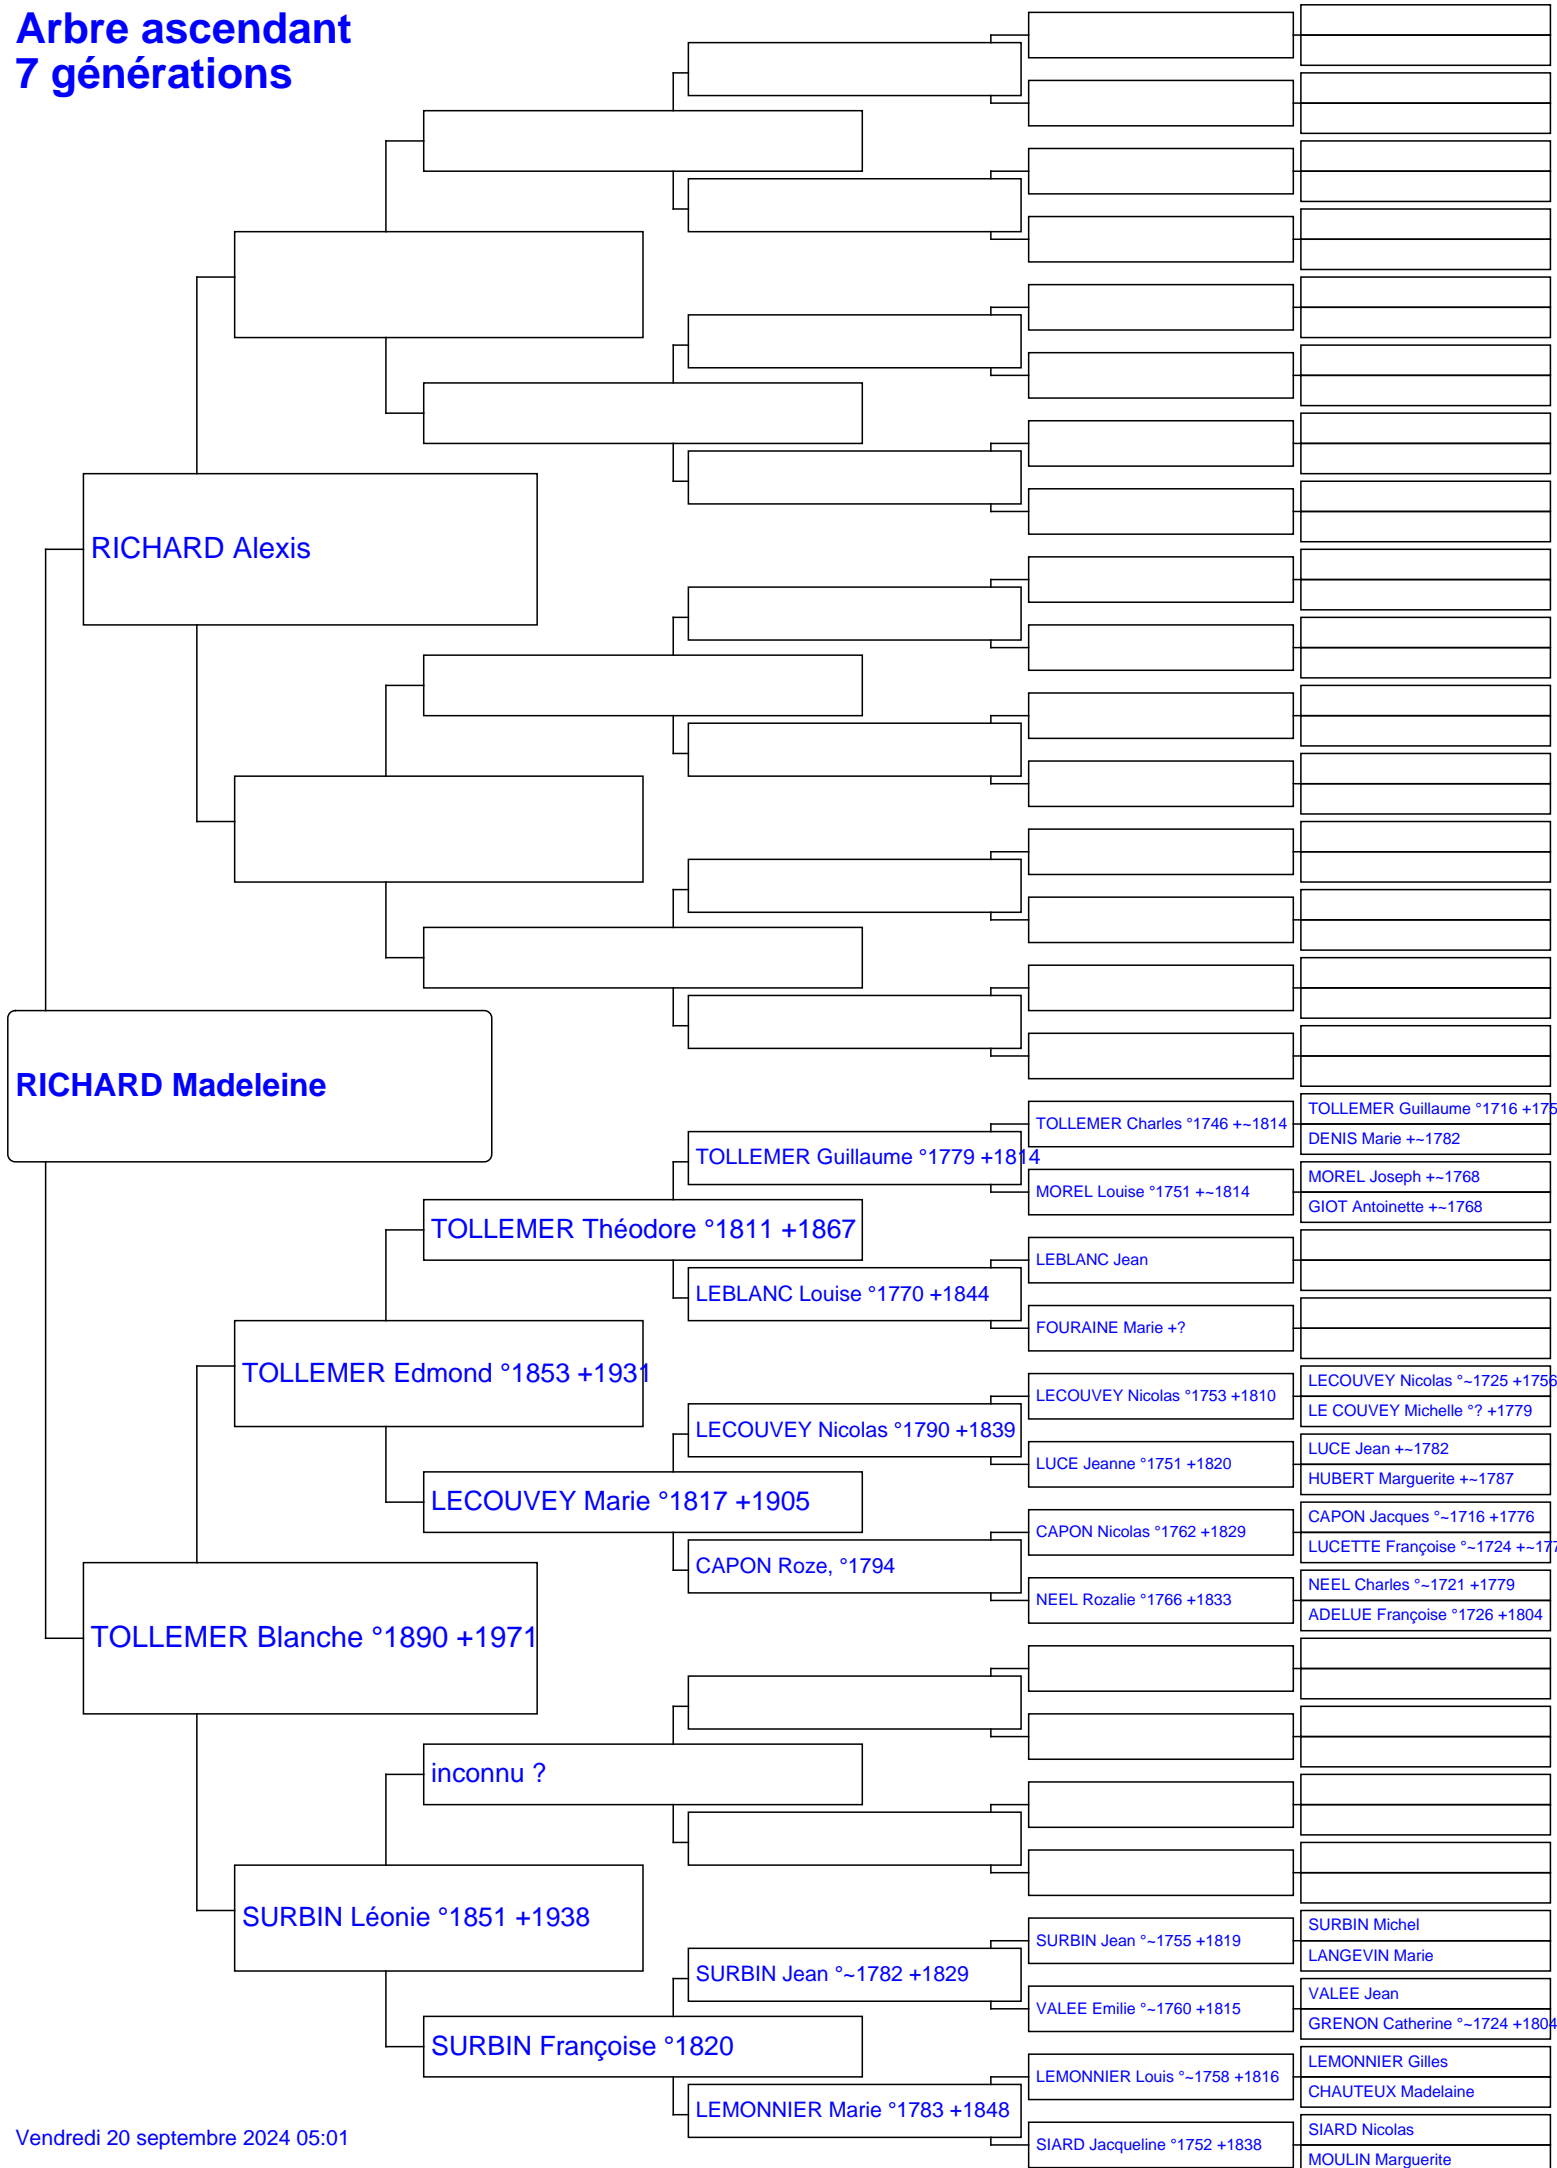 Arbre ascendant
7 générations
RICHARD Alexis
RICHARD Madeleine
TOLLEMER Guillaume °1716 +175
TOLLEMER Charles °1746 +~1814
DENIS Marie +~1782
TOLLEMER Guillaume °1779 +1814
MOREL Joseph +~1768
MOREL Louise °1751 +~1814
GIOT Antoinette +~1768
TOLLEMER Théodore °1811 +1867
LEBLANC Jean
LEBLANC Louise °1770 +1844
FOURAINE Marie +?
TOLLEMER Edmond °1853 +1931
LECOUVEY Nicolas °~1725 +1756
LECOUVEY Nicolas °1753 +1810
LE COUVEY Michelle °? +1779
LECOUVEY Nicolas °1790 +1839
LUCE Jean +~1782
LUCE Jeanne °1751 +1820
HUBERT Marguerite +~1787
LECOUVEY Marie °1817 +1905
CAPON Jacques °~1716 +1776
CAPON Nicolas °1762 +1829
LUCETTE Françoise °~1724 +~177
CAPON Roze, °1794
NEEL Charles °~1721 +1779
NEEL Rozalie °1766 +1833
ADELUE Françoise °1726 +1804
TOLLEMER Blanche °1890 +1971
inconnu ?
SURBIN Léonie °1851 +1938
SURBIN Michel
SURBIN Jean °~1755 +1819
LANGEVIN Marie
SURBIN Jean °~1782 +1829
VALEE Jean
VALEE Emilie °~1760 +1815
GRENON Catherine °~1724 +1804
SURBIN Françoise °1820
LEMONNIER Gilles
LEMONNIER Louis °~1758 +1816
CHAUTEUX Madelaine
LEMONNIER Marie °1783 +1848
SIARD Nicolas
SIARD Jacqueline °1752 +1838
MOULIN Marguerite
Vendredi 20 septembre 2024 05:01